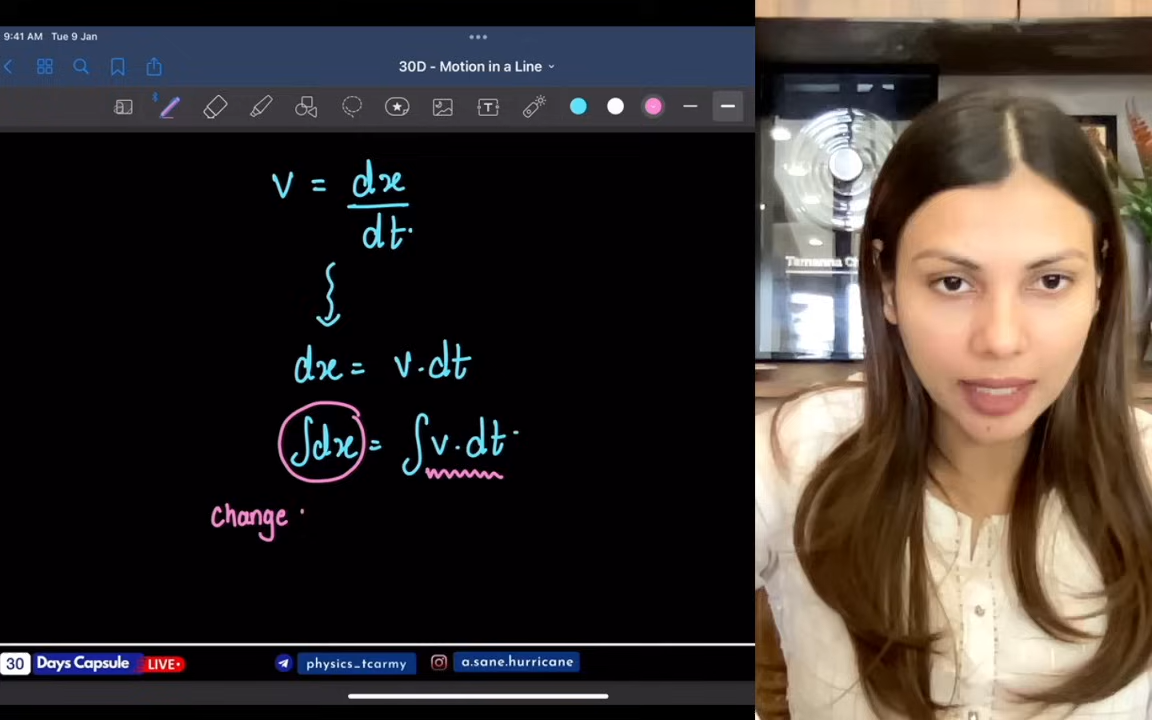 9:41 AM Tue 9 Jan
30D - Motion in a Line
v = dx/dt
dx = v·dt
∫dx = ∫v·dt
change
30 Days Capsule LIVE
physics_tcarmy
a.sane.hurricane